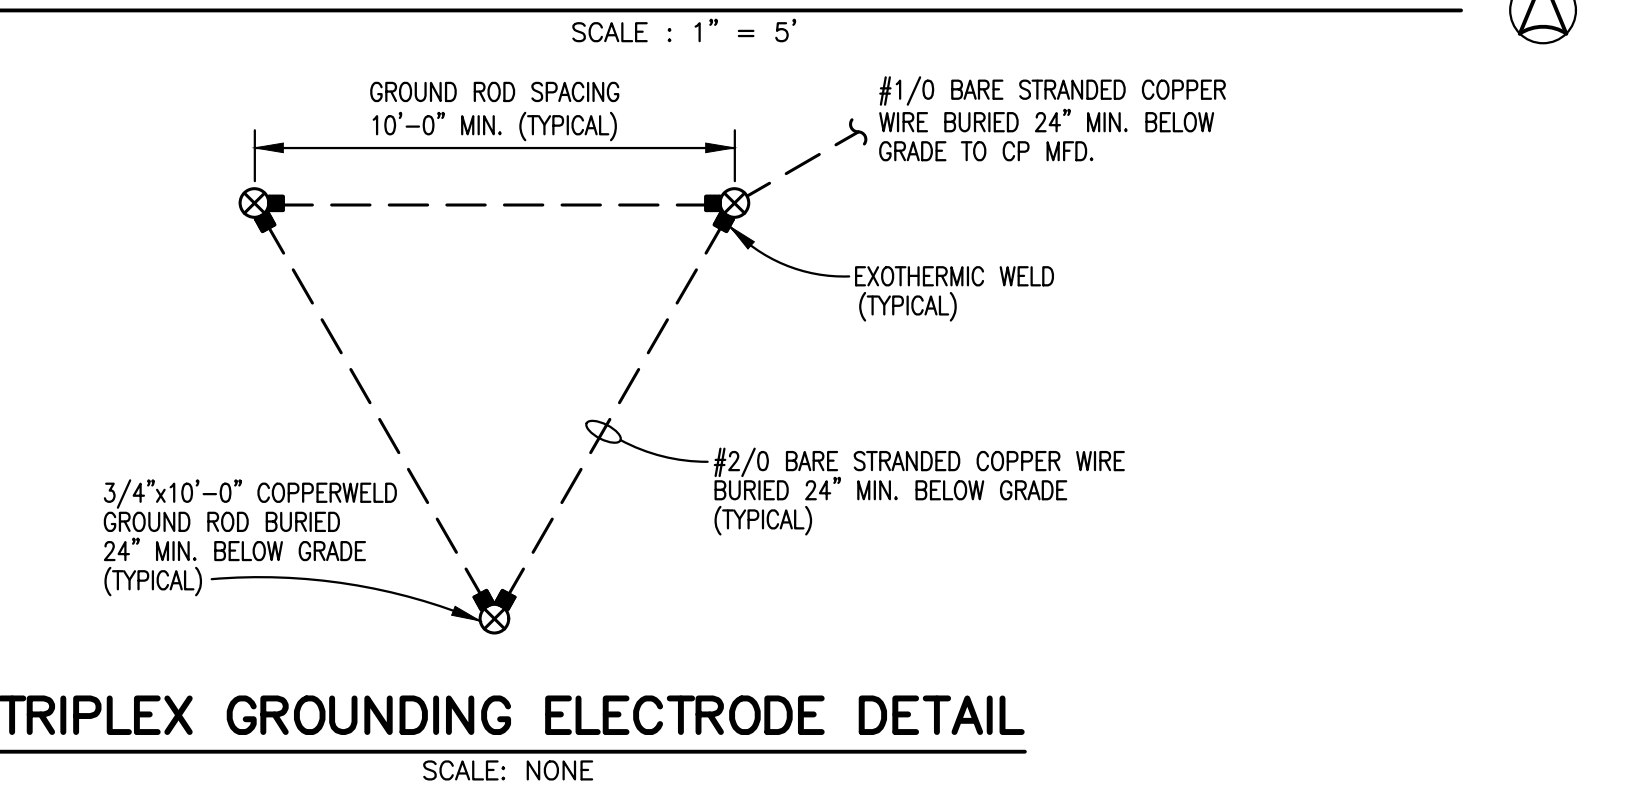 SCALE : 1" = 5'
GROUND ROD SPACING
10'-0" MIN. (TYPICAL)
#1/0 BARE STRANDED COPPER
WIRE BURIED 24" MIN. BELOW
GRADE TO CP MFD.
EXOTHERMIC WELD
(TYPICAL)
#2/0 BARE STRANDED COPPER WIRE
BURIED 24" MIN. BELOW GRADE
(TYPICAL)
3/4"x10'-0" COPPERWELD
GROUND ROD BURIED
24" MIN. BELOW GRADE
(TYPICAL)
TRIPLEX GROUNDING ELECTRODE DETAIL
SCALE: NONE